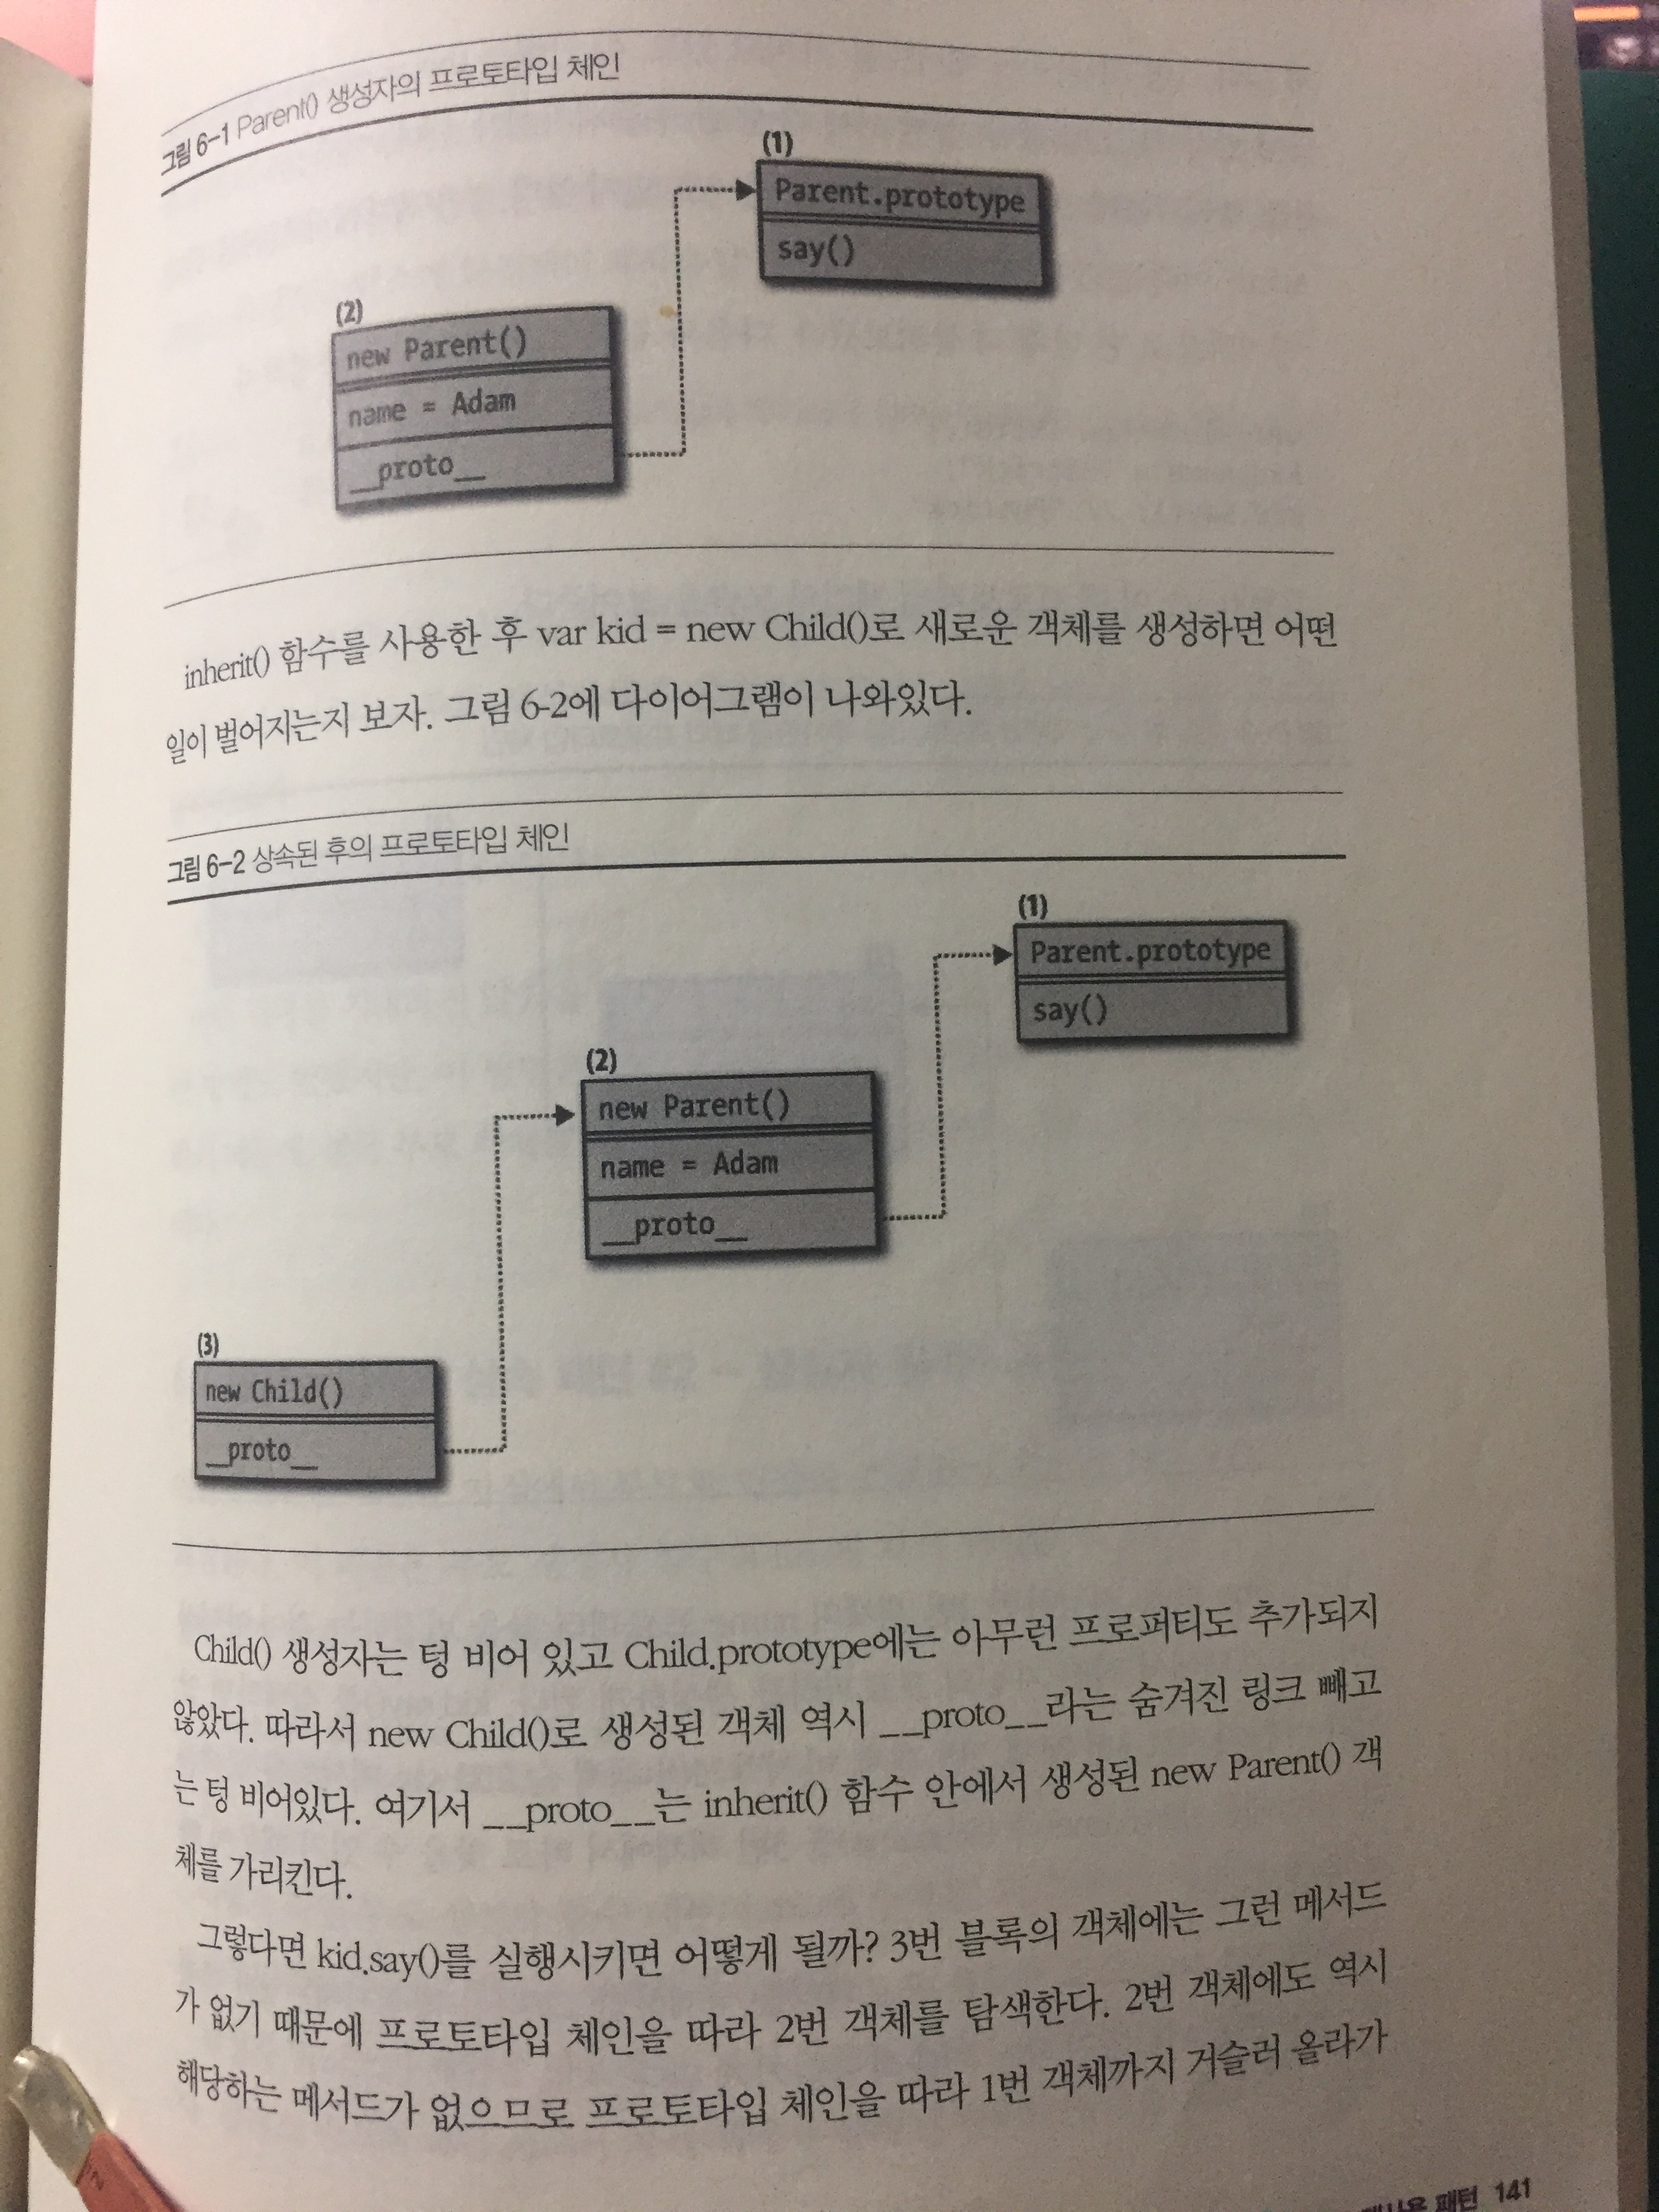 그림 6-1 Parent() 생성자의 프로토타입 체인
(1)
Parent.prototype
say()
(2)
new Parent()
name = Adam
__proto__
inherit() 함수를 사용한 후 var kid = new Child()로 새로운 객체를 생성하면 어떤
일이 벌어지는지 보자. 그림 6-2에 다이어그램이 나와있다.
그림 6-2 상속된 후의 프로토타입 체인
(1)
Parent.prototype
say()
(2)
new Parent()
name = Adam
__proto__
(3)
new Child()
__proto__
Child() 생성자는 텅 비어 있고 Child.prototype에는 아무런 프로퍼티도 추가되지
않았다. 따라서 new Child()로 생성된 객체 역시 __proto__라는 숨겨진 링크 빼고
는 텅 비어있다. 여기서 __proto__는 inherit() 함수 안에서 생성된 new Parent() 객
체를 가리킨다.
그렇다면 kid.say()를 실행시키면 어떻게 될까? 3번 블록의 객체에는 그런 메서드
가 없기 때문에 프로토타입 체인을 따라 2번 객체를 탐색한다. 2번 객체에도 역시
해당하는 메서드가 없으므로 프로토타입 체인을 따라 1번 객체까지 거슬러 올라가
패턴 141